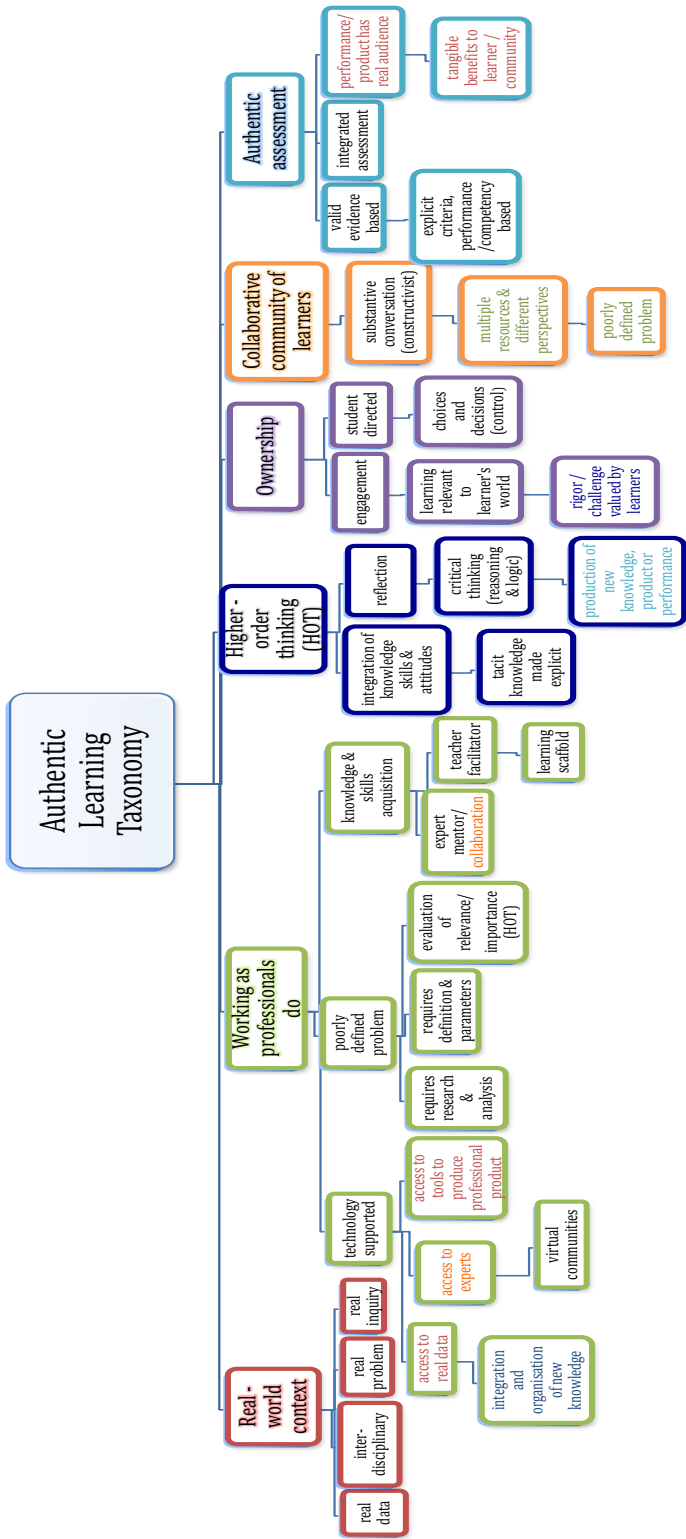 Authentic
Learning
Taxonomy
Real -
world
context
real
data
inter-
disciplinary
real
problem
real
inquiry
Working as
professionals
do
technology
supported
access to
real data
integration
and
organisation
of new
knowledge
access to
experts
virtual
communities
access to
tools to
produce
professional
product
poorly
defined
problem
requires
research
&
analysis
requires
definition &
parameters
evaluation
of
relevance/
importance
(HOT)
knowledge &
skills
acquisition
expert
mentor/
collaboration
teacher
facilitator
learning
scaffold
Higher -
order
thinking
(HOT)
integration of
knowledge
skills &
attitudes
tacit
knowledge
made
explicit
reflection
critical
thinking
(reasoning
& logic)
production of
new
knowledge,
product or
performance
Ownership
engagement
learning
relevant
to
learner's
world
rigor /
challenge
valued by
learners
student
directed
choices
and
decisions
(control)
Collaborative
community of
learners
substantive
conversation
(constructivist)
multiple
resources &
different
perspectives
poorly
defined
problem
Authentic
assessment
valid
evidence
based
explicit
criteria,
performance
/competency
based
integrated
assessment
performance/
product has
real audience
tangible
benefits to
learner /
community